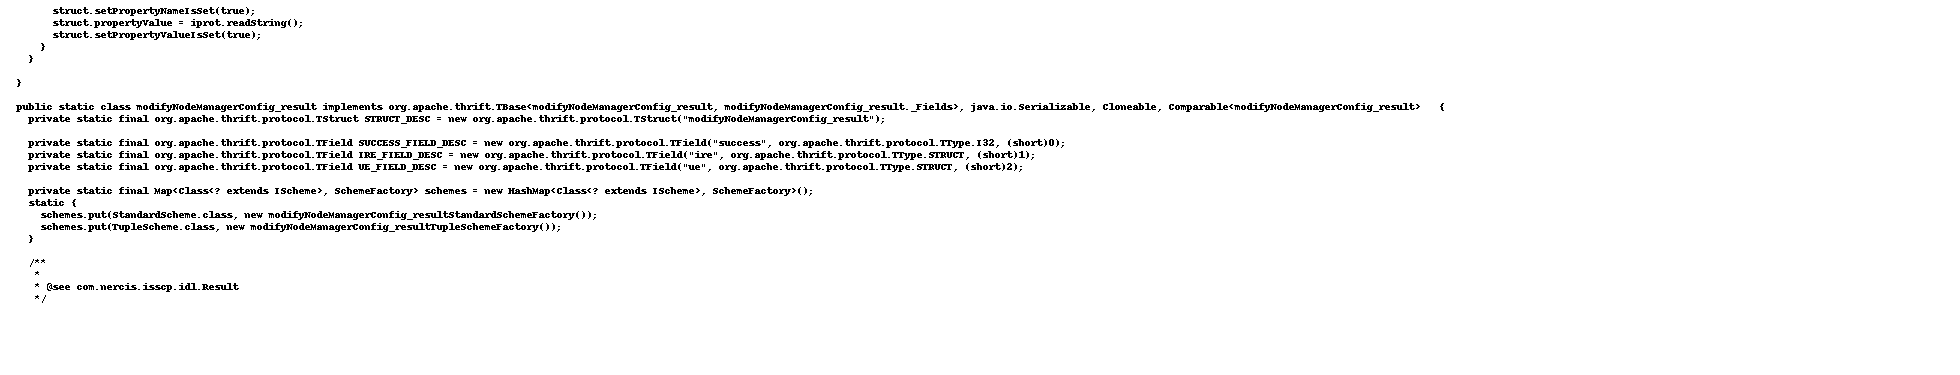 struct.setPropertyNameIsSet(true);
struct.propertyValue = iprot.readString();
struct.setPropertyValueIsSet(true);
}
}
}
public static class modifyNodeManagerConfig_result implements org.apache.thrift.TBase<modifyNodeManagerConfig_result, modifyNodeManagerConfig_result._Fields>, java.io.Serializable, Cloneable, Comparable<modifyNodeManagerConfig_result>   {
private static final org.apache.thrift.protocol.TStruct STRUCT_DESC = new org.apache.thrift.protocol.TStruct("modifyNodeManagerConfig_result");
private static final org.apache.thrift.protocol.TField SUCCESS_FIELD_DESC = new org.apache.thrift.protocol.TField("success", org.apache.thrift.protocol.TType.I32, (short)0);
private static final org.apache.thrift.protocol.TField IRE_FIELD_DESC = new org.apache.thrift.protocol.TField("ire", org.apache.thrift.protocol.TType.STRUCT, (short)1);
private static final org.apache.thrift.protocol.TField UE_FIELD_DESC = new org.apache.thrift.protocol.TField("ue", org.apache.thrift.protocol.TType.STRUCT, (short)2);
private static final Map<Class<? extends IScheme>, SchemeFactory> schemes = new HashMap<Class<? extends IScheme>, SchemeFactory>();
static {
schemes.put(StandardScheme.class, new modifyNodeManagerConfig_resultStandardSchemeFactory());
schemes.put(TupleScheme.class, new modifyNodeManagerConfig_resultTupleSchemeFactory());
}
/**
*
* @see com.nercis.isscp.idl.Result
*/